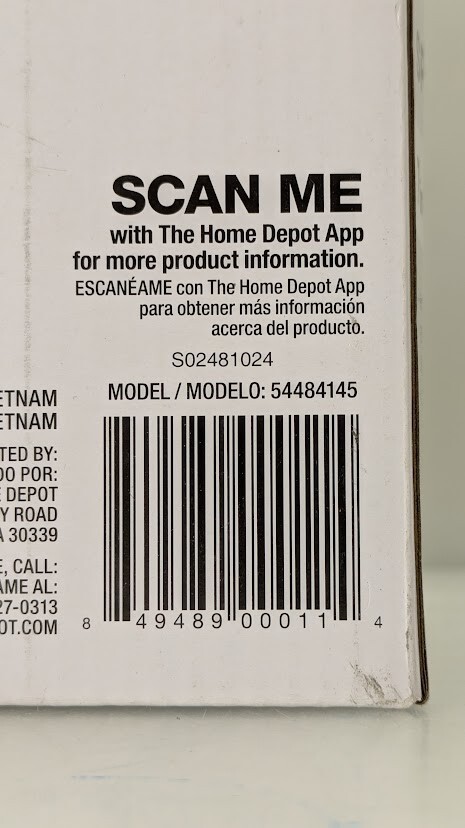 SCAN ME
with The Home Depot App
for more product information.
ESCANÉAME con The Home Depot App
para obtener más información
acerca del producto.
S02481024
MODEL / MODELO: 54484145
8 49489 00011 4
ETNAM
ETNAM
TED BY:
DO POR:
E DEPOT
Y ROAD
A 30339
E, CALL:
AME AL:
27-0313
OT.COM